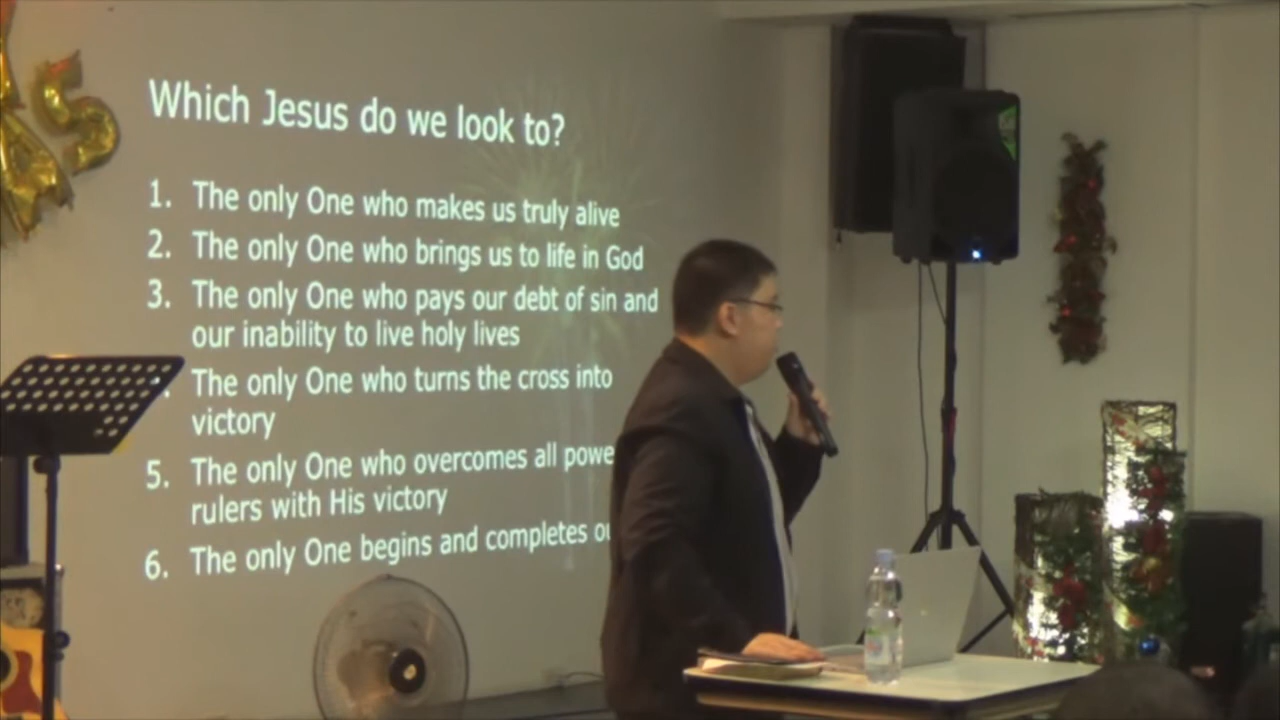 Which Jesus do we look to?
1. The only One who makes us truly alive
2. The only One who brings us to life in God
3. The only One who pays our debt of sin and
our inability to live holy lives
The only One who turns the cross into
victory
5. The only One who overcomes all
rulers with His victory
6. The only One begins and completes
S